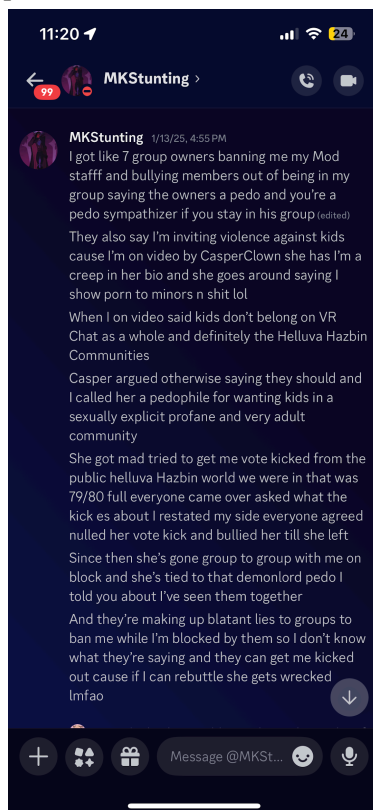 11:20
24
99
MKStunting >
MKStunting 1/13/25, 4:55 PM
I got like 7 group owners banning me my Mod
stafff and bullying members out of being in my
group saying the owners a pedo and you're a
pedo sympathizer if you stay in his group (edited)
They also say I'm inviting violence against kids
cause I'm on video by CasperClown she has I'm a
creep in her bio and she goes around saying I
show porn to minors n shit lol
When I on video said kids don't belong on VR
Chat as a whole and definitely the Helluva Hazbin
Communities
Casper argued otherwise saying they should and
I called her a pedophile for wanting kids in a
sexually explicit profane and very adult
community
She got mad tried to get me vote kicked from the
public helluva Hazbin world we were in that was
79/80 full everyone came over asked what the
kick es about I restated my side everyone agreed
nulled her vote kick and bullied her till she left
Since then she's gone group to group with me on
block and she's tied to that demonlord pedo I
told you about I've seen them together
And they're making up blatant lies to groups to
ban me while I'm blocked by them so I don't know
what they're saying and they can get me kicked
out cause if I can rebuttle she gets wrecked
lmfao
Message @MKSt...